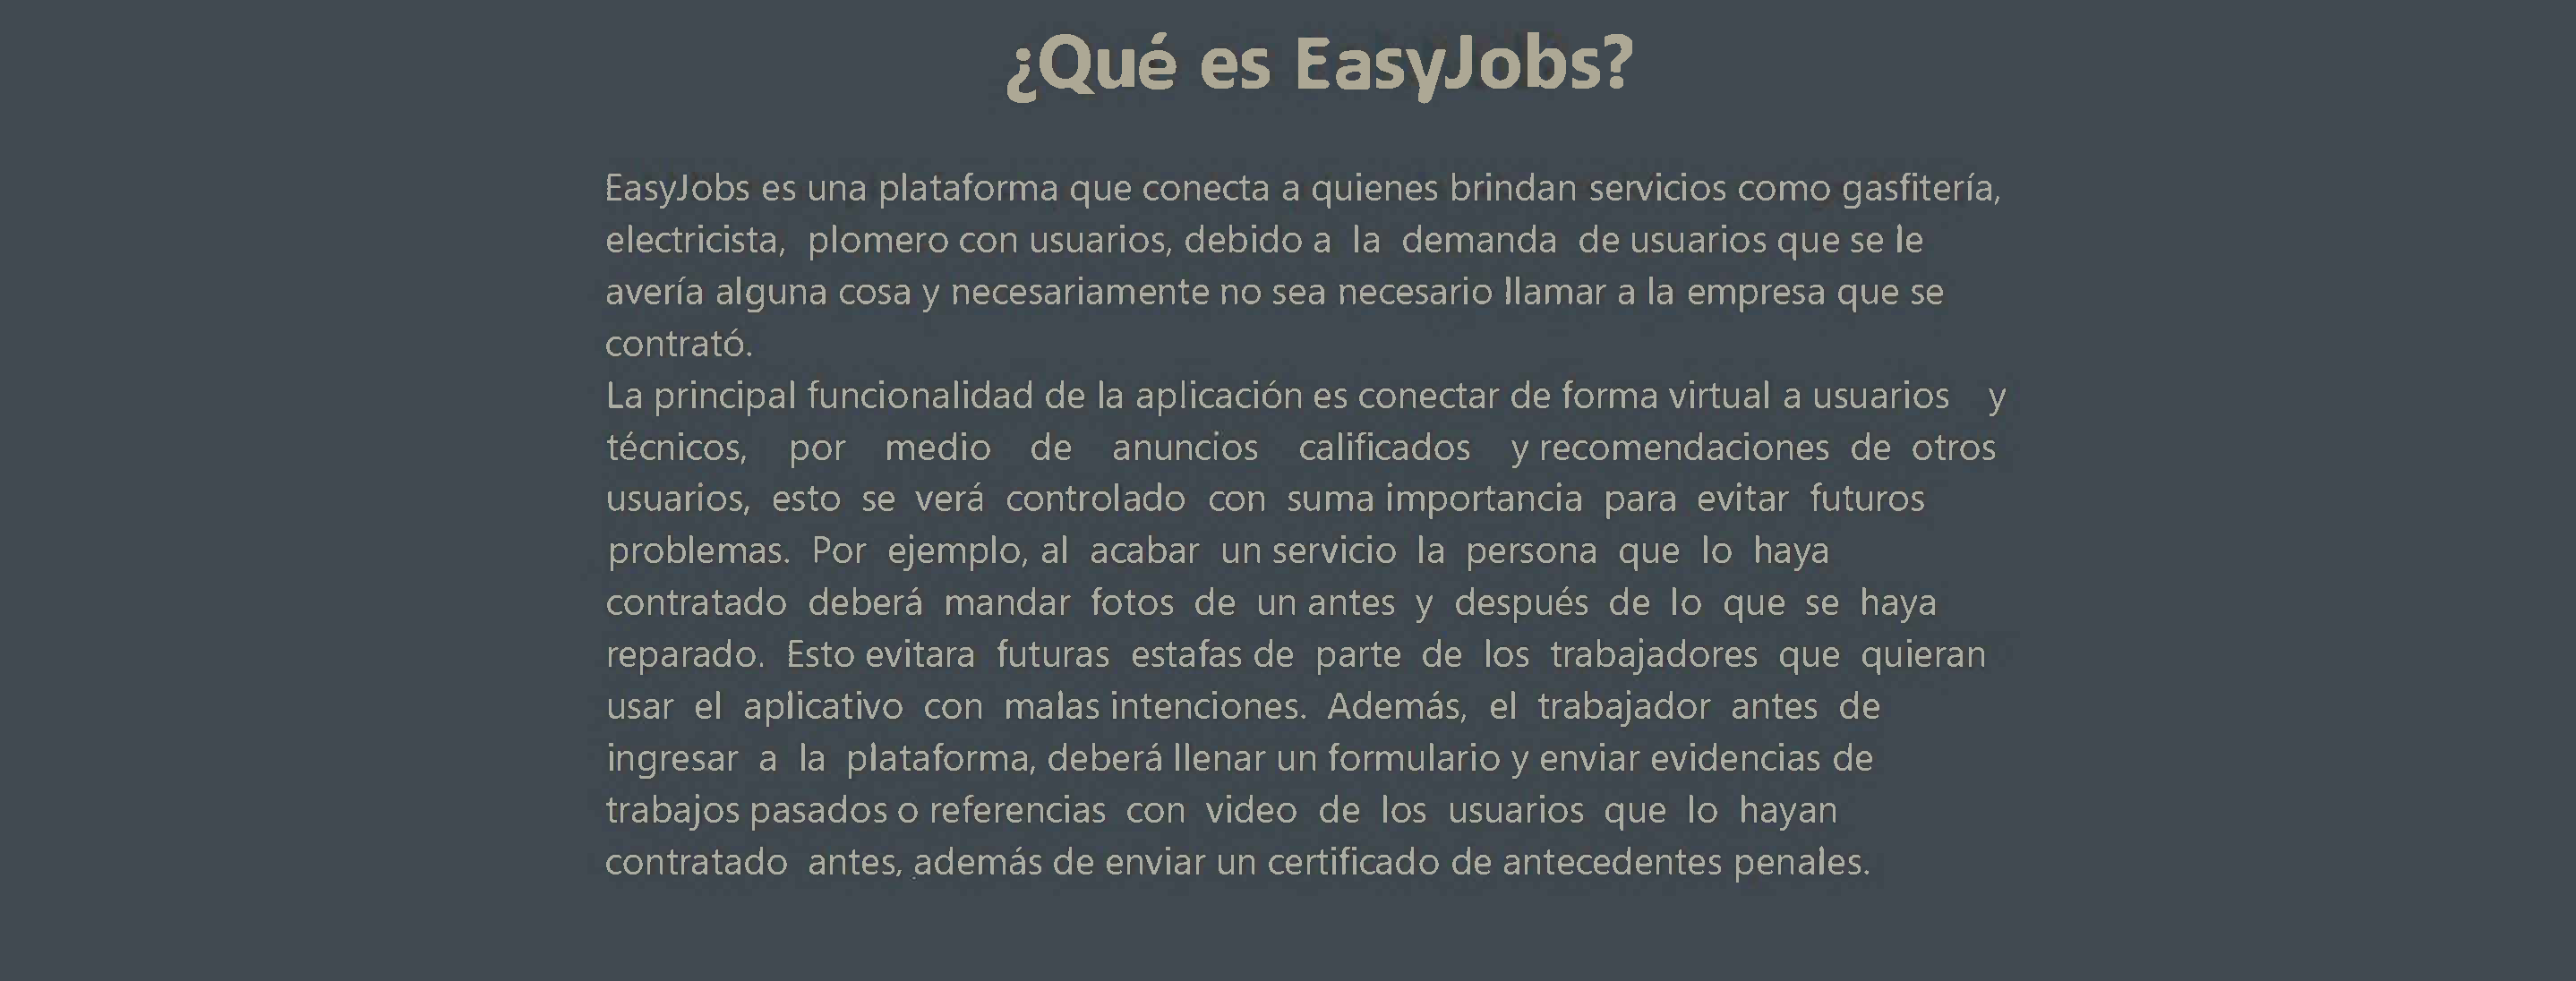 ¿Qué es EasyJobs?
EasyJobs es una plataforma que conecta a quienes brindan servicios como gasfitería,
electricista, plomero con usuarios, debido a la demanda de usuarios que se le
avería alguna cosa y necesariamente no sea necesario llamar a la empresa que se
contrató.
La principal funcionalidad de la aplicación es conectar de forma virtual a usuarios y
técnicos, por medio de anuncios calificados y recomendaciones de otros
usuarios, esto se verá controlado con suma importancia para evitar futuros
problemas. Por ejemplo, al acabar un servicio la persona que lo haya
contratado deberá mandar fotos de un antes y después de lo que se haya
reparado. Esto evitara futuras estafas de parte de los trabajadores que quieran
usar el aplicativo con malas intenciones. Además, el trabajador antes de
ingresar a la plataforma, deberá llenar un formulario y enviar evidencias de
trabajos pasados o referencias con video de los usuarios que lo hayan
contratado antes, además de enviar un certificado de antecedentes penales.